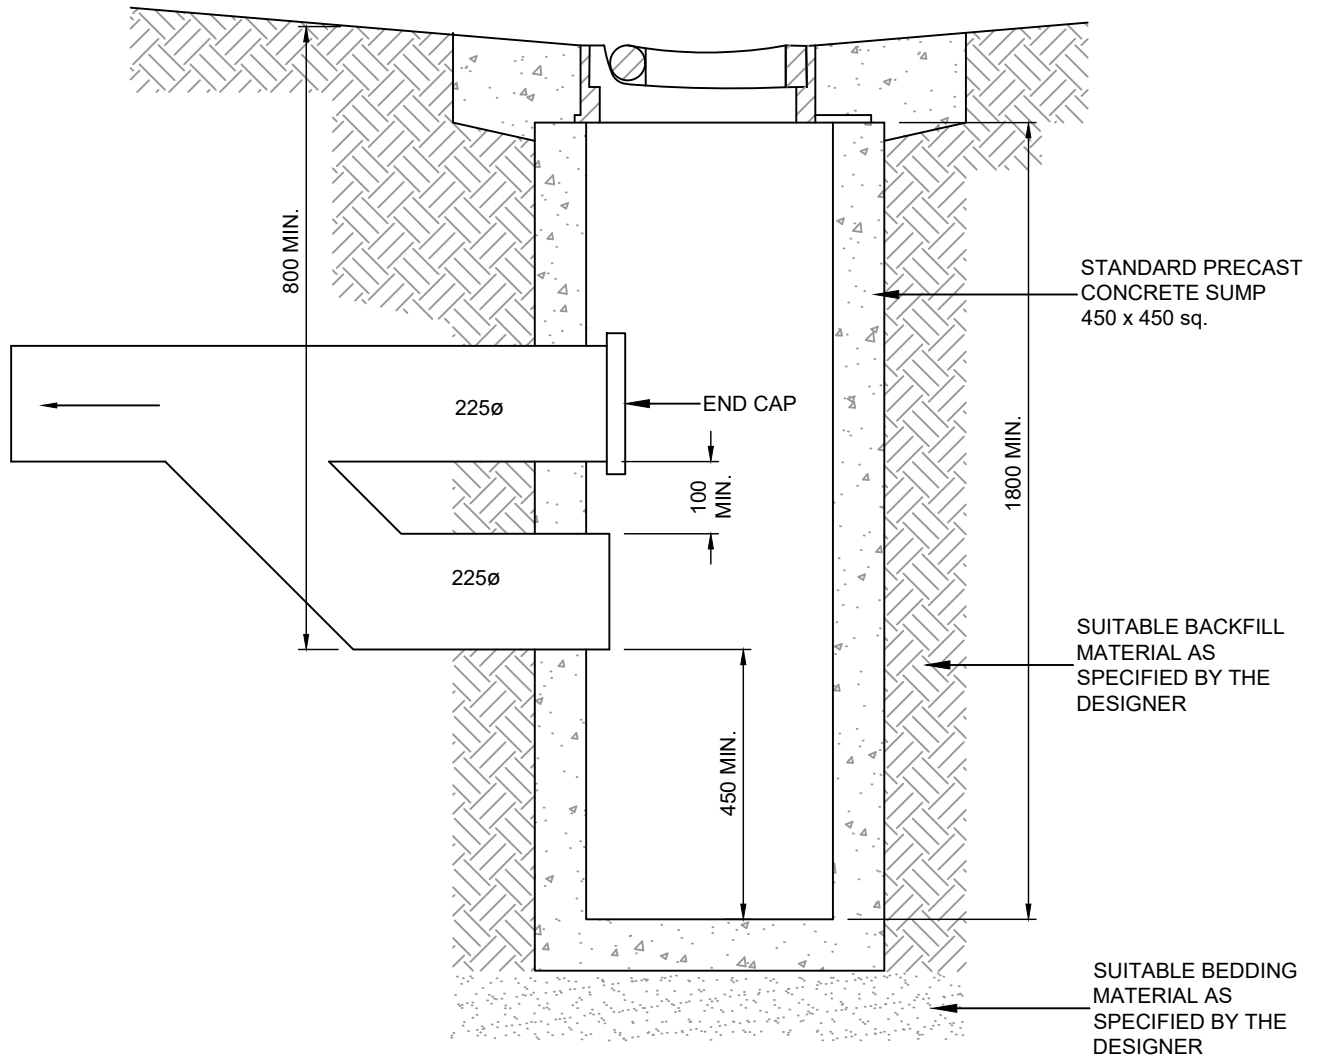 800 MIN.
STANDARD PRECAST
CONCRETE SUMP
450 x 450 sq.
225ø
END CAP
100
MIN.
1800 MIN.
225ø
SUITABLE BACKFILL
MATERIAL AS
SPECIFIED BY THE
DESIGNER
450 MIN.
SUITABLE BEDDING
MATERIAL AS
SPECIFIED BY THE
DESIGNER